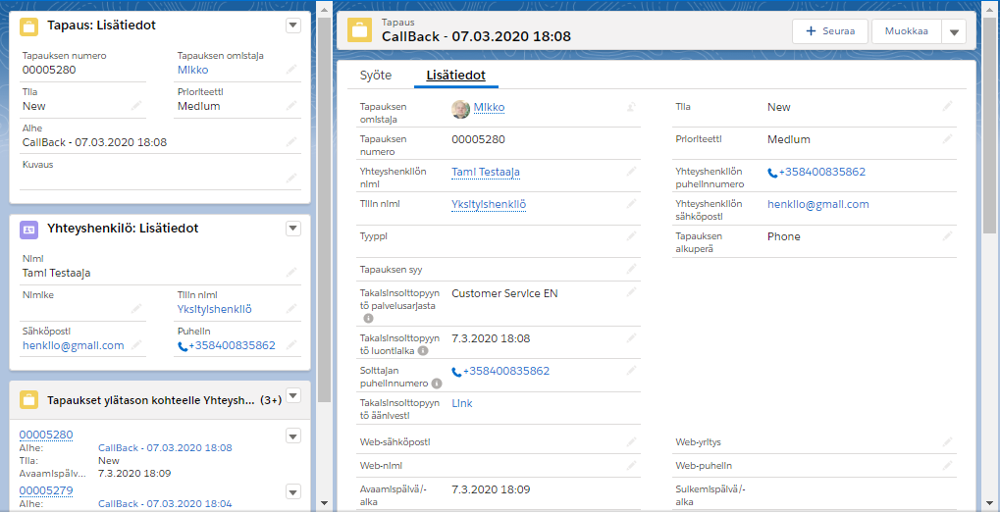 Tapaus: Lisätiedot
Tapauksen numero
00005280
Tapauksen omistaja
Mikko
Tila
New
Prioriteetti
Medium
Aihe
CallBack - 07.03.2020 18:08
Kuvaus
Yhteyshenkilö: Lisätiedot
Nimi
Tami Testaaja
Nimike
Tilin nimi
Yksityishenkilö
Sähköposti
henkilo@gmail.com
Puhelin
+358400835862
Tapaukset ylätason kohteelle Yhteysh... (3+)
00005280
Aihe: CallBack - 07.03.2020 18:08
Tila: New
Avaamispäiv... 7.3.2020 18:09
00005279
Aihe: CallBack - 07.03.2020 18:04
Tapaus
CallBack - 07.03.2020 18:08
+ Seuraa
Muokkaa
Syöte
Lisätiedot
Tapauksen
omistaja
Mikko
Tila
New
Tapauksen
numero
00005280
Prioriteetti
Medium
Yhteyshenkilön
nimi
Tami Testaaja
Yhteyshenkilön
puhelinnumero
+358400835862
Tilin nimi
Yksityishenkilö
Yhteyshenkilön
sähköposti
henkilo@gmail.com
Tyyppi
Tapauksen
alkuperä
Phone
Tapauksen syy
Takaisinsoittopyyn
tö palvelusarjasta
Customer Service EN
Takaisinsoittopyyn
tö luontiaika
7.3.2020 18:08
Soittajan
puhelinnumero
+358400835862
Takaisinsoittopyyn
tö äänivesti
Link
Web-sähköposti
Web-yritys
Web-nimi
Web-puhelin
Avaamispäivä/-
aika
7.3.2020 18:09
Sulkemispäivä/-
aika